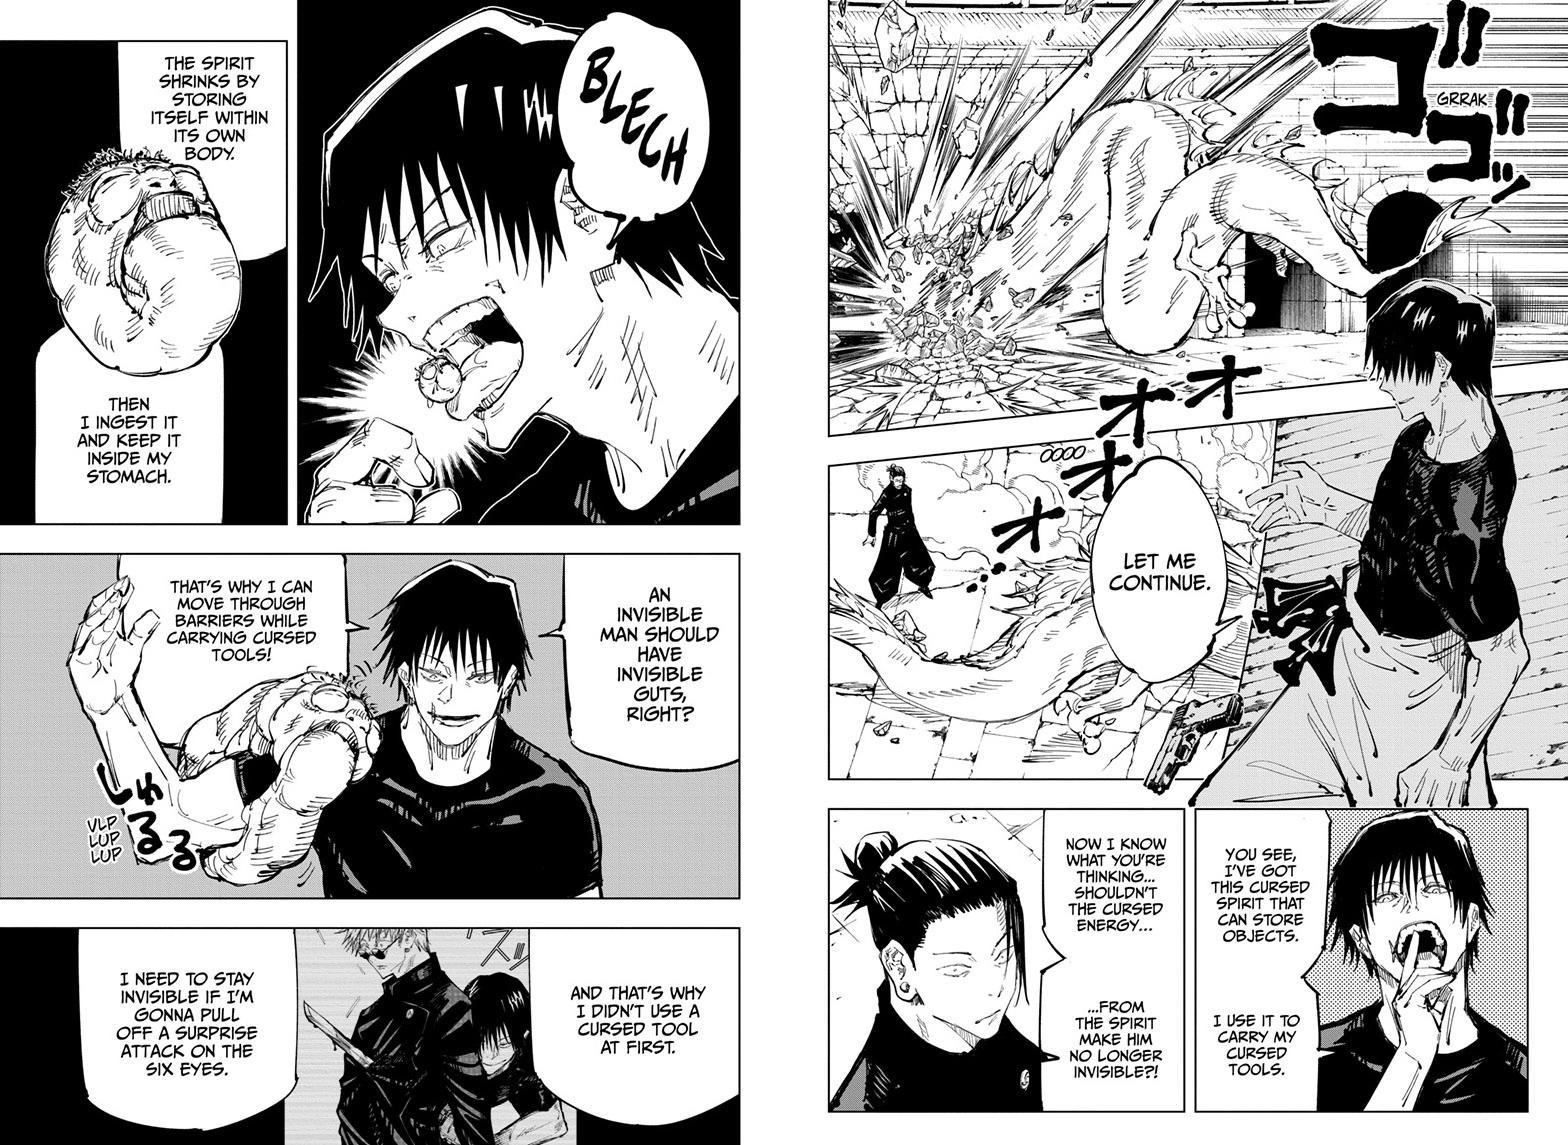 ゴゴゴッ
GRRAK
オオオオ
OOOO
LET ME
CONTINUE.
YOU SEE,
I'VE GOT
THIS CURSED
SPIRIT THAT
CAN STORE
OBJECTS.
I USE IT TO
CARRY MY
CURSED
TOOLS.
NOW I KNOW
WHAT YOU'RE
THINKING...
SHOULDN'T
THE CURSED
ENERGY...
...FROM
THE SPIRIT
MAKE HIM
NO LONGER
INVISIBLE?!
BLECH
THE SPIRIT
SHRINKS BY
STORING
ITSELF WITHIN
ITS OWN
BODY.
THEN
I INGEST IT
AND KEEP IT
INSIDE MY
STOMACH.
AN
INVISIBLE
MAN SHOULD
HAVE
INVISIBLE
GUTS,
RIGHT?
THAT'S WHY I CAN
MOVE THROUGH
BARRIERS WHILE
CARRYING CURSED
TOOLS!
しゅるる
VLP
LUP
LUP
AND THAT'S WHY
I DIDN'T USE A
CURSED TOOL
AT FIRST.
I NEED TO STAY
INVISIBLE IF I'M
GONNA PULL
OFF A SURPRISE
ATTACK ON THE
SIX EYES.